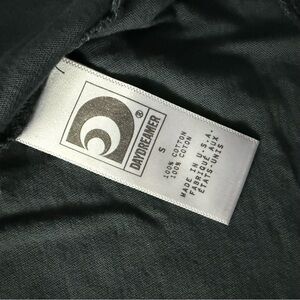 ®
DAYDREAMER
S
100% COTTON
100% COTON
MADE IN U.S.A.
FABRIQUÉ AUX
ÉTATS-UNIS